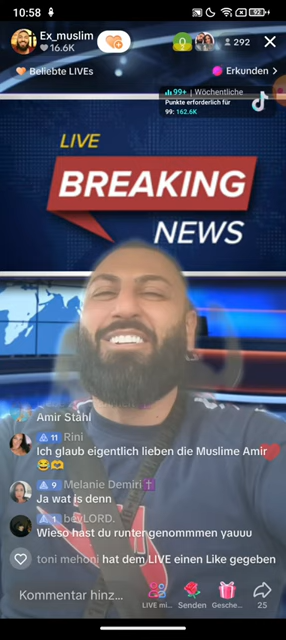 10:58
92
Ex_muslim
16.6K
292
Beliebte LIVEs
Erkunden >
99+ | Wöchentliche
Punkte erforderlich für
99: 162.6K
LIVE
BREAKING
NEWS
Amir Stahl
11 Rini
Ich glaub eigentlich lieben die Muslime Amir
9 Melanie Demiri
Ja wat is denn
1 bevLORD.
Wieso hast du runtergenommmen yauuu
toni mehoni hat dem LIVE einen Like gegeben
Kommentar hinz...
LIVE mi...
Senden
Gesche...
25